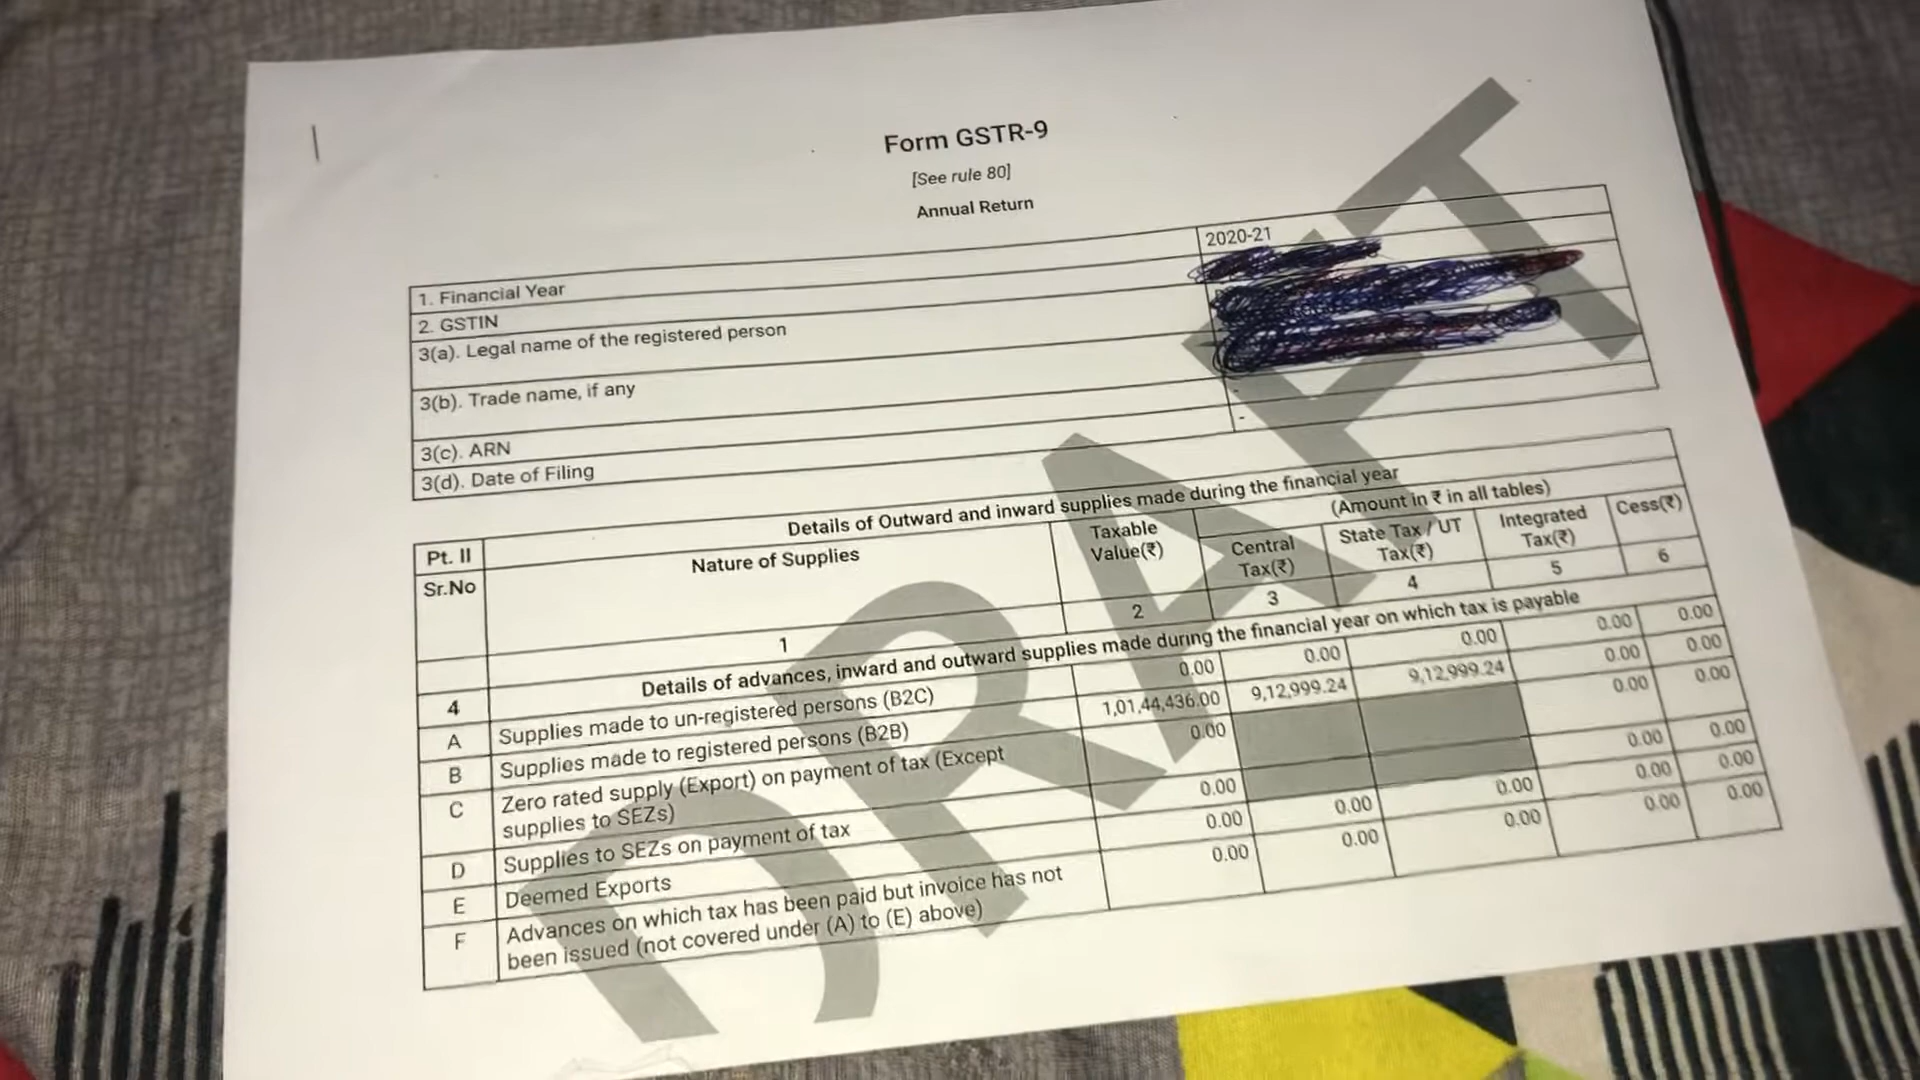 Form GSTR-9
[See rule 80]
Annual Return
1. Financial Year 2020-21
2. GSTIN
3(a). Legal name of the registered person
3(b). Trade name, if any
3(c). ARN -
3(d). Date of Filing -
Pt. II Details of Outward and inward supplies made during the financial year
(Amount in ₹ in all tables)
Sr.No Nature of Supplies Taxable Value(₹) Central Tax(₹) State Tax / UT Tax(₹) Integrated Tax(₹) Cess(₹)
1 2 3 4 5 6
4 Details of advances, inward and outward supplies made during the financial year on which tax is payable
A Supplies made to un-registered persons (B2C) 0.00 0.00 0.00 0.00 0.00
B Supplies made to registered persons (B2B) 1,01,44,436.00 9,12,999.24 9,12,999.24 0.00 0.00
C Zero rated supply (Export) on payment of tax (Except 0.00 0.00 0.00
supplies to SEZs)
D Supplies to SEZs on payment of tax 0.00 0.00 0.00
E Deemed Exports 0.00 0.00 0.00 0.00 0.00
F Advances on which tax has been paid but invoice has not 0.00 0.00 0.00 0.00 0.00
been issued (not covered under (A) to (E) above)
DRAFT